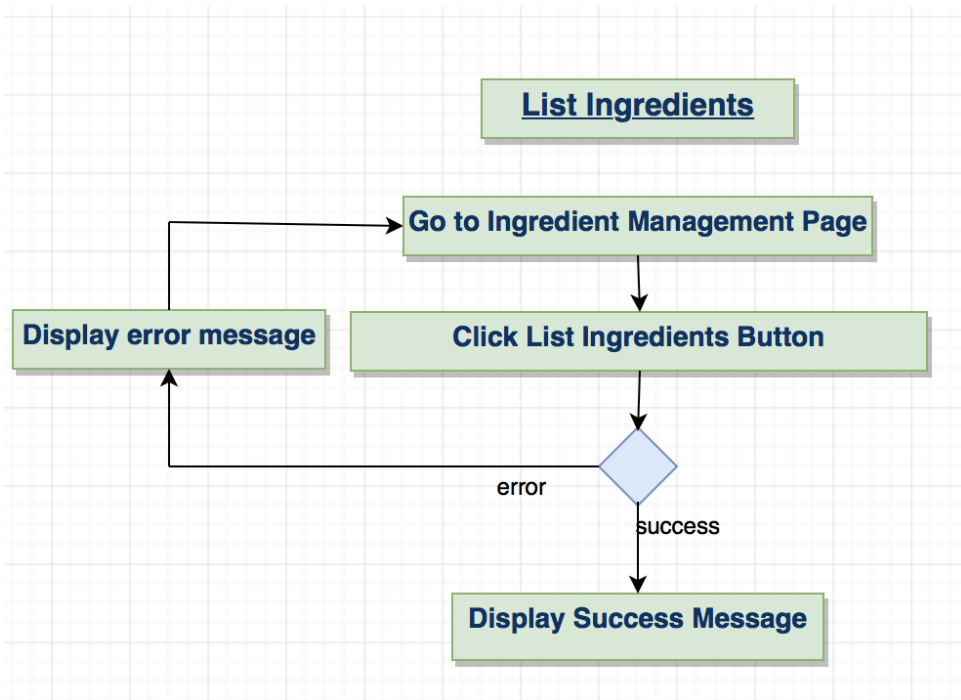 List Ingredients
Go to Ingredient Management Page
Display error message
Click List Ingredients Button
error
success
Display Success Message